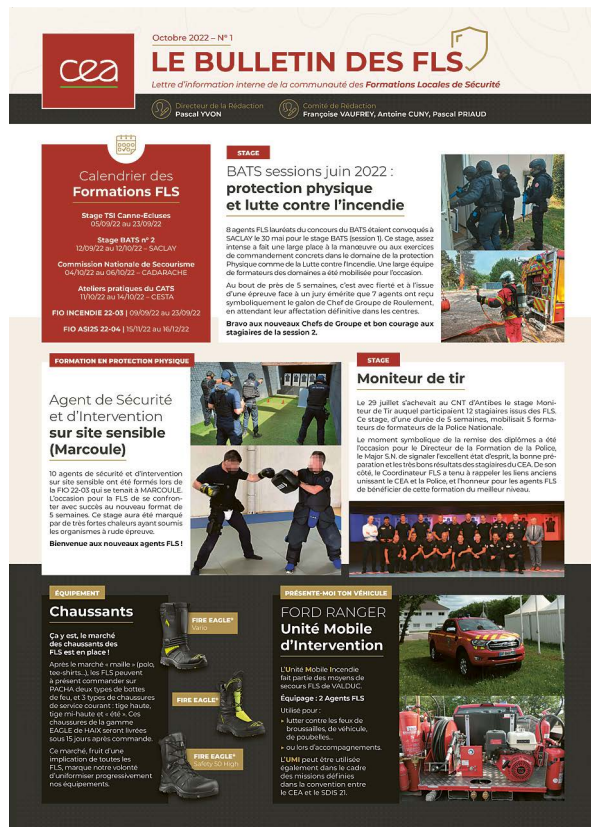 Octobre 2022 – N° 1
cea
LE BULLETIN DES FLS
Lettre d'information interne de la communauté des Formations Locales de Sécurité
Directeur de la Rédaction
Pascal YVON
Comité de Rédaction
Françoise VAUFREY, Antoine CUNY, Pascal PRIAUD
Calendrier des
Formations FLS
Stage TSI Canne-Ecluses
05/09/22 au 23/09/22
Stage BATS n° 2
12/09/22 au 12/10/22 – SACLAY
Commission Nationale de Secourisme
04/10/22 au 06/10/22 – CADARACHE
Ateliers pratiques du CATS
11/10/22 au 14/10/22 – CESTA
FIO INCENDIE 22-03 | 09/09/22 au 23/09/22
FIO ASI2S 22-04 | 15/11/22 au 16/12/22
STAGE
BATS sessions juin 2022 :
protection physique
et lutte contre l'incendie
8 agents FLS lauréats du concours du BATS étaient convoqués à
SACLAY le 30 mai pour le stage BATS (session 1). Ce stage, assez
intense a fait une large place à la manœuvre ou aux exercices
de commandement concrets dans le domaine de la protection
Physique comme de la Lutte contre l'Incendie. Une large équipe
de formateurs des domaines a été mobilisée pour l'occasion.
Au bout de près de 5 semaines, c'est avec fierté et à l'issue
d'une épreuve face à un jury émérite que 7 agents ont reçu
symboliquement le galon de Chef de Groupe de Roulement,
en attendant leur affectation définitive dans les centres.
Bravo aux nouveaux Chefs de Groupe et bon courage aux
stagiaires de la session 2.
FORMATION EN PROTECTION PHYSIQUE
Agent de Sécurité
et d'Intervention
sur site sensible
(Marcoule)
10 agents de sécurité et d'intervention
sur site sensible ont été formés lors de
la FIO 22-03 qui se tenait à MARCOULE.
L'occasion pour la FLS de se confron-
ter avec succès au nouveau format de
5 semaines. Ce stage aura été marqué
par de très fortes chaleurs ayant soumis
les organismes à rude épreuve.
Bienvenue aux nouveaux agents FLS !
STAGE
Moniteur de tir
Le 29 juillet s'achevait au CNT d'Antibes le stage Moni-
teur de Tir auquel participaient 12 stagiaires issus des FLS.
Ce stage, d'une durée de 5 semaines, mobilisait 5 forma-
teurs de formateurs de la Police Nationale.
Le moment symbolique de la remise des diplômes a été
l'occasion pour le Directeur de la Formation de la Police,
le Major S.N. de signaler l'excellent état d'esprit, la bonne pré-
paration et les très bons résultats des stagiaires du CEA. De son
côté, le Coordinateur FLS a tenu à rappeler les liens anciens
unissant le CEA et la Police, et l'honneur pour les agents FLS
de bénéficier de cette formation du meilleur niveau.
ÉQUIPEMENT
Chaussants
Ça y est, le marché
des chaussants des
FLS est en place !
Après le marché « maille » (polo,
tee-shirts...), les FLS peuvent
à présent commander sur
PACHA deux types de bottes
de feu, et 3 types de chaussures
de service courant : tige haute,
tige mi-haute et « été ». Ces
chaussures de la gamme
EAGLE de HAIX seront livrées
sous 15 jours après commande.
Ce marché, fruit d'une
implication de toutes les
FLS, marque notre volonté
d'uniformiser progressivement
nos équipements.
FIRE EAGLE®
Vario
FIRE EAGLE®
FIRE EAGLE®
Safety 50 High
PRÉSENTE-MOI TON VÉHICULE
FORD RANGER
Unité Mobile
d'Intervention
L'Unité Mobile Incendie
fait partie des moyens de
secours FLS de VALDUC.
Équipage : 2 Agents FLS
Utilisé pour :
▸ lutter contre les feux de
broussailles, de véhicule,
de poubelles...
▸ ou lors d'accompagnements.
L'UMI peut être utilisée
également dans le cadre
des missions définies
dans la convention entre
le CEA et le SDIS 21.